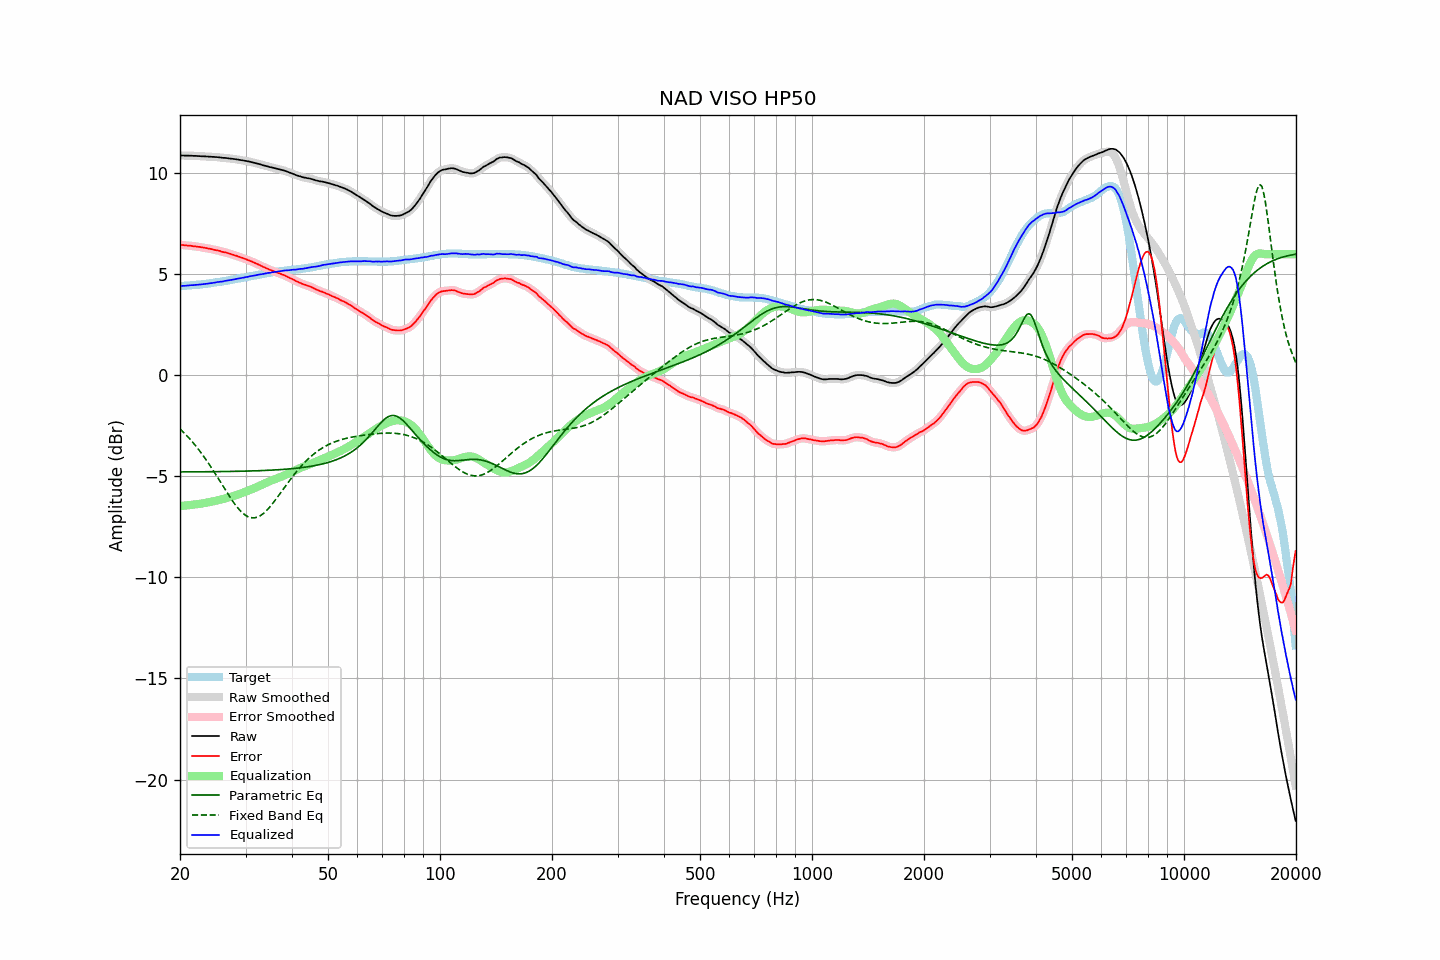 NAD VISO HP50
Amplitude (dBr)
10
5
0
−5
−10
−15
−20
Target
Raw Smoothed
Error Smoothed
Raw
Error
Equalization
Parametric Eq
Fixed Band Eq
Equalized
20 50 100 200 500 1000 2000 5000 10000 20000
Frequency (Hz)